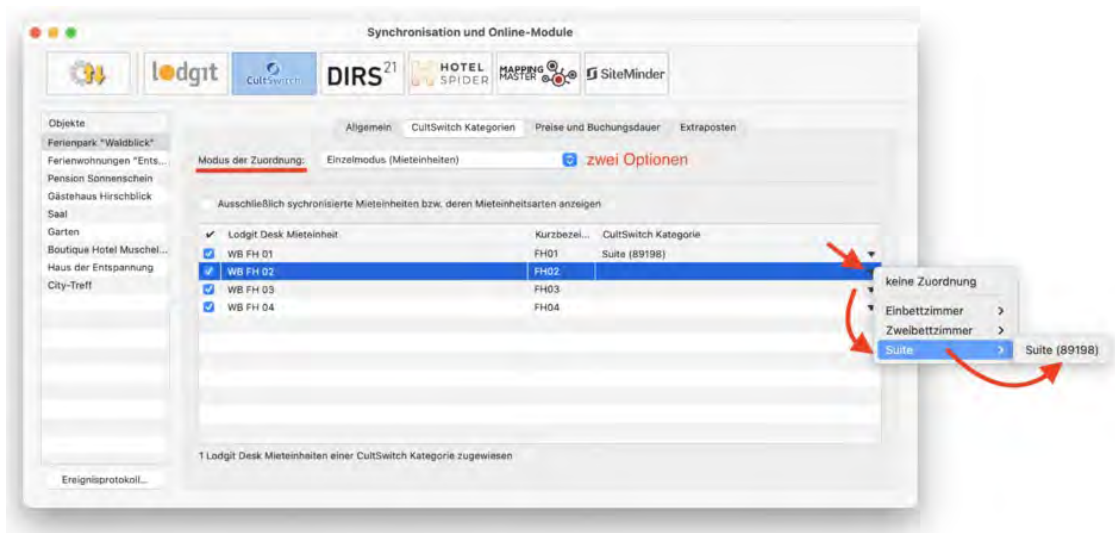 Synchronisation und Online-Module
lodgit
CultSwitch
DIRS21
HOTEL SPIDER
MAPPING MASTER
SiteMinder
Objekte
Ferienpark "Waldblick"
Ferienwohnungen "Ents...
Pension Sonnenschein
Gästehaus Hirschblick
Saal
Garten
Boutique Hotel Muschel...
Haus der Entspannung
City-Treff
Ereignisprotokoll...
Allgemein CultSwitch Kategorien Preise und Buchungsdauer Extraposten
Modus der Zuordnung: Einzelmodus (Mieteinheiten) zwei Optionen
Ausschließlich sychronisierte Mieteinheiten bzw. deren Mieteinheitsarten anzeigen
Lodgit Desk Mieteinheit Kurzbezei... CultSwitch Kategorie
WB FH 01 FH01 Suite (89198)
WB FH 02 FH02
WB FH 03 FH03
WB FH 04 FH04
keine Zuordnung
Einbettzimmer >
Zweibettzimmer >
Suite > Suite (89198)
1 Lodgit Desk Mieteinheiten einer CultSwitch Kategorie zugewiesen